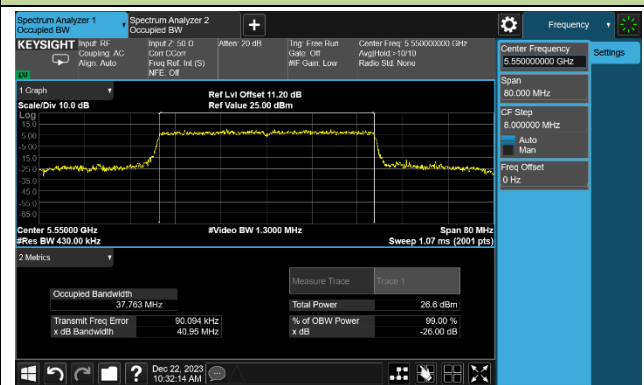 Spectrum Analyzer 1
Occupied BW
Spectrum Analyzer 2
Occupied BW
Frequency
KEYSIGHT
Input: RF
Coupling: AC
Align: Auto
Input Z: 50 Ω
Corr CCorr
Freq Ref: Int (S)
NFE: Off
Atten: 20 dB
Trig: Free Run
Gate: Off
#IF Gain: Low
Center Freq: 5.550000000 GHz
Avg|Hold:>10/10
Radio Std: None
Center Frequency
5.550000000 GHz
Settings
Span
80.000 MHz
CF Step
8.000000 MHz
Auto
Man
Freq Offset
0 Hz
1 Graph
Scale/Div 10.0 dB
Ref Lvl Offset 11.20 dB
Ref Value 25.00 dBm
Log
15.0
5.00
-5.00
-15.0
-25.0
-35.0
-45.0
-55.0
-65.0
Center 5.55000 GHz
#Res BW 430.00 kHz
#Video BW 1.3000 MHz
Span 80 MHz
Sweep 1.07 ms (2001 pts)
2 Metrics
Measure Trace
Trace 1
Occupied Bandwidth
37.763 MHz
Total Power
26.6 dBm
Transmit Freq Error
90.094 kHz
% of OBW Power
99.00 %
x dB Bandwidth
40.95 MHz
x dB
-26.00 dB
?
Dec 22, 2023
10:32:14 AM